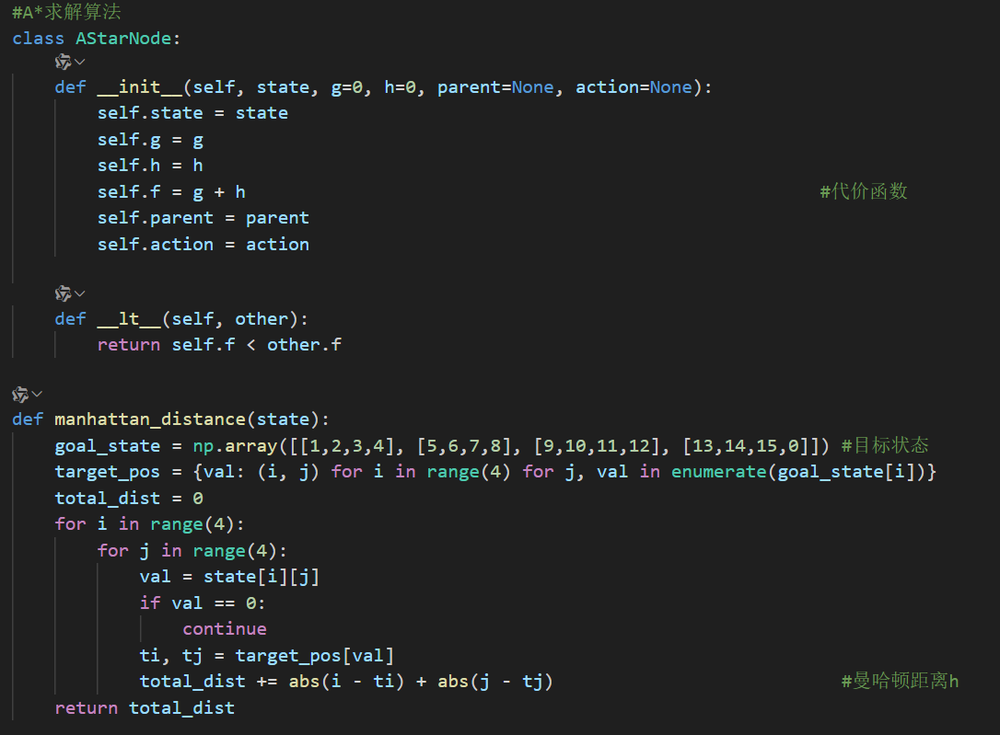 #A*求解算法
class AStarNode:
    def __init__(self, state, g=0, h=0, parent=None, action=None):
        self.state = state
        self.g = g
        self.h = h
        self.f = g + h #代价函数
        self.parent = parent
        self.action = action
    def __lt__(self, other):
        return self.f < other.f
def manhattan_distance(state):
    goal_state = np.array([[1,2,3,4], [5,6,7,8], [9,10,11,12], [13,14,15,0]]) #目标状态
    target_pos = {val: (i, j) for i in range(4) for j, val in enumerate(goal_state[i])}
    total_dist = 0
    for i in range(4):
        for j in range(4):
            val = state[i][j]
            if val == 0:
                continue
            ti, tj = target_pos[val]
            total_dist += abs(i - ti) + abs(j - tj) #曼哈顿距离h
    return total_dist